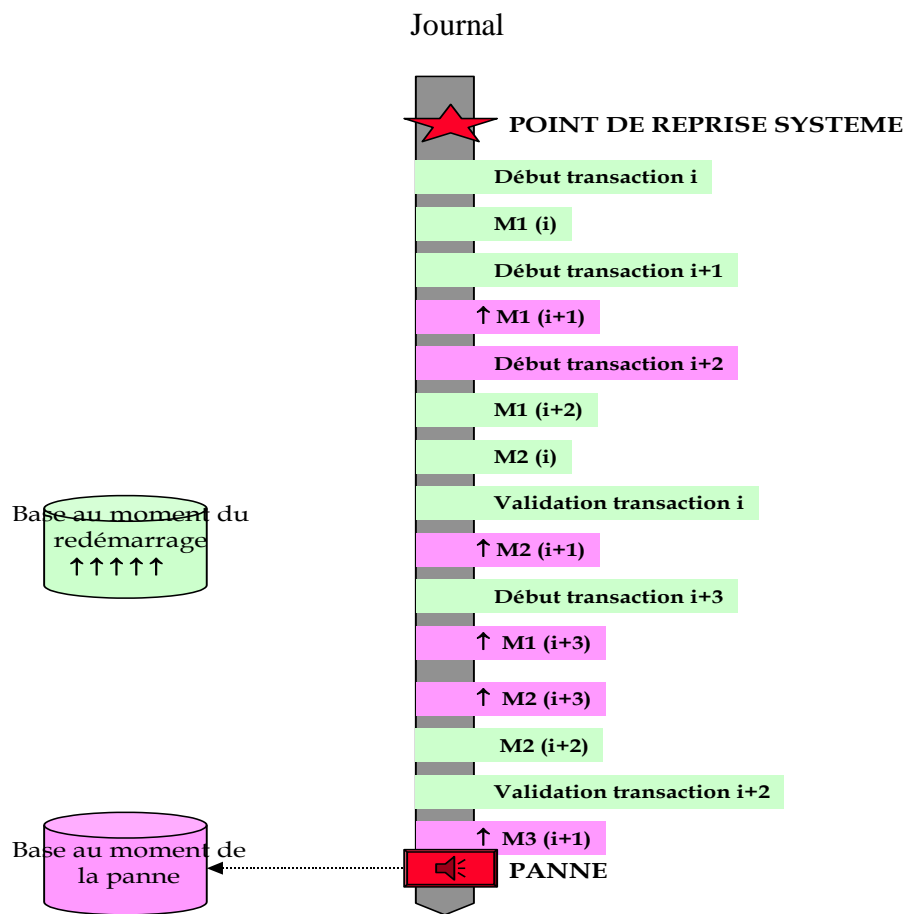 Journal
POINT DE REPRISE SYSTEME
Début transaction i
M1 (i)
Début transaction i+1
↑ M1 (i+1)
Début transaction i+2
M1 (i+2)
M2 (i)
Validation transaction i
Base au moment du
redémarrage
↑↑↑↑↑
↑ M2 (i+1)
Début transaction i+3
↑ M1 (i+3)
↑ M2 (i+3)
M2 (i+2)
Validation transaction i+2
↑ M3 (i+1)
Base au moment de
la panne
PANNE